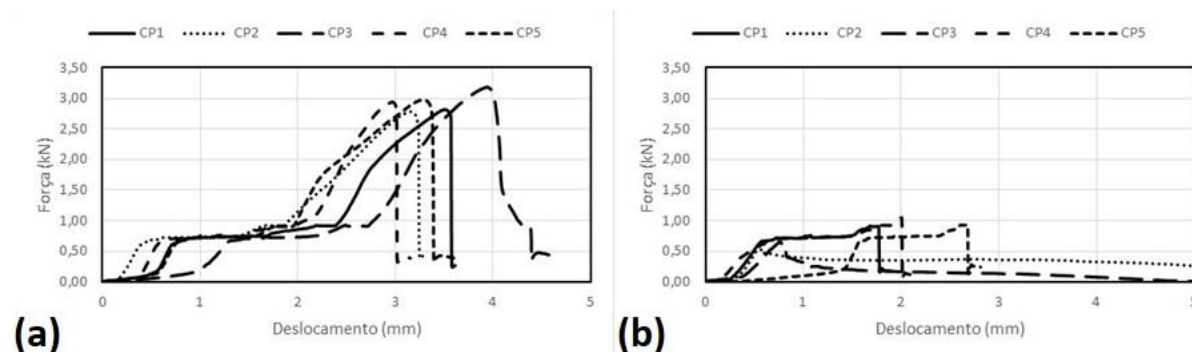 CP1 CP2 CP3 CP4 CP5
3,50
3,00
2,50
2,00
1,50
1,00
0,50
0,00
Força (kN)
0 1 2 3 4 5
Deslocamento (mm)
(a)
CP1 CP2 CP3 CP4 CP5
3,50
3,00
2,50
2,00
1,50
1,00
0,50
0,00
Força (kN)
0 1 2 3 4 5
Deslocamento (mm)
(b)